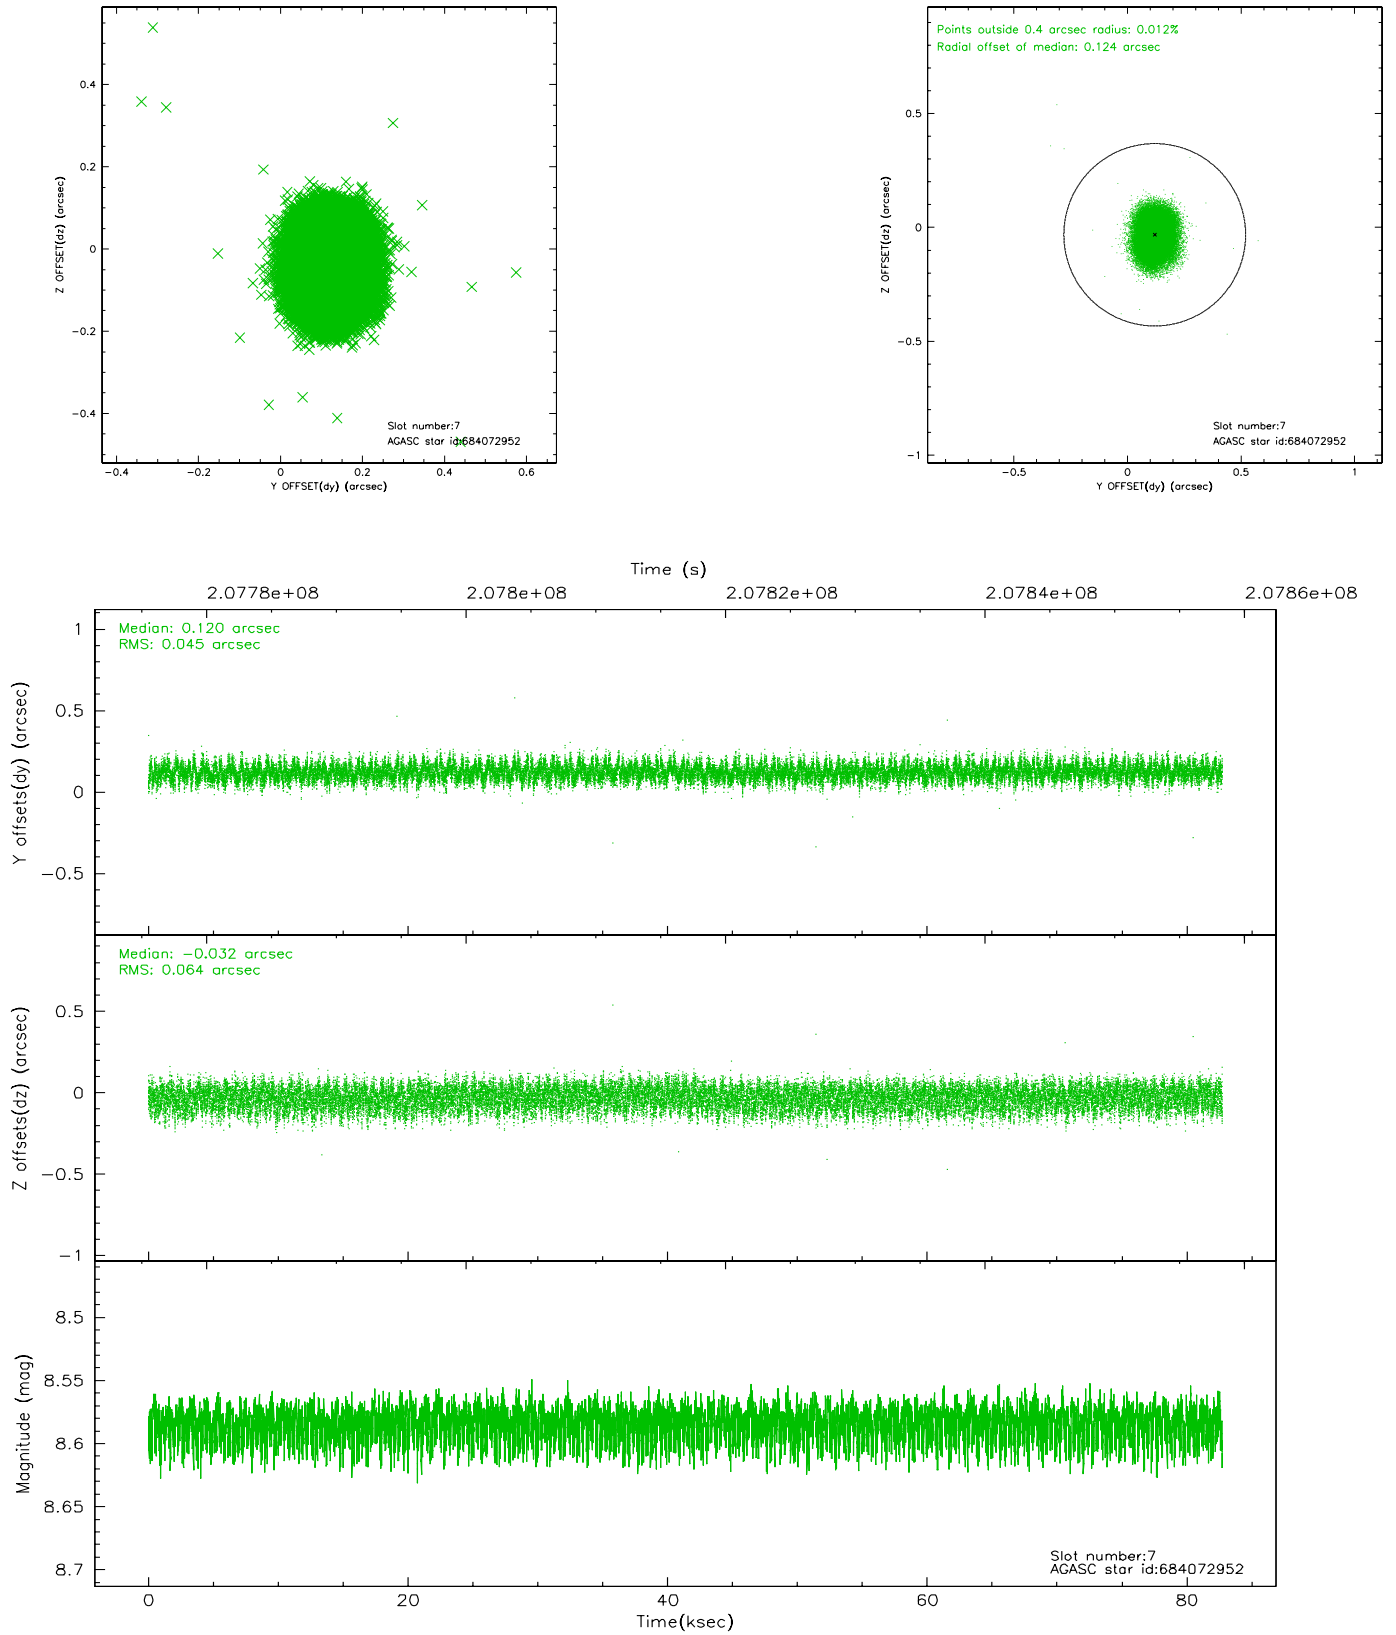 0.4
0.2
0
−0.2
−0.4
Z OFFSET(dz) (arcsec)
Slot number:7
AGASC star id:684072952
−0.4 −0.2 0 0.2 0.4 0.6
Y OFFSET(dy) (arcsec)
Points outside 0.4 arcsec radius: 0.012%
Radial offset of median: 0.124 arcsec
0.5
0
−0.5
−1
Z OFFSET(dz) (arcsec)
Slot number:7
AGASC star id:684072952
−0.5 0 0.5 1
Y OFFSET(dy) (arcsec)
Time (s)
2.0778e+08 2.078e+08 2.0782e+08 2.0784e+08 2.0786e+08
Median: 0.120 arcsec
RMS: 0.045 arcsec
1
0.5
0
−0.5
Y offsets(dy) (arcsec)
Median: −0.032 arcsec
RMS: 0.064 arcsec
0.5
0
−0.5
−1
Z offsets(dz) (arcsec)
8.5
8.55
8.6
8.65
8.7
Magnitude (mag)
Slot number:7
AGASC star id:684072952
0 20 40 60 80
Time(ksec)